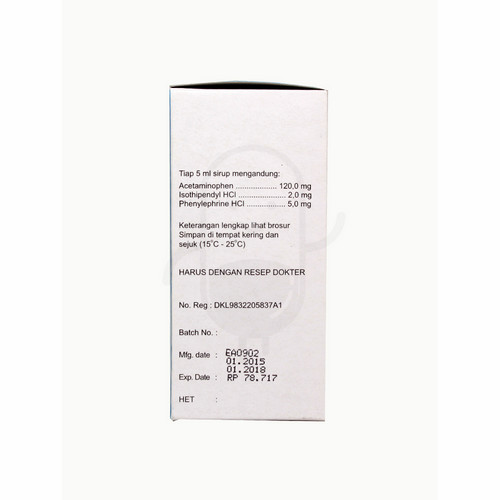 Tiap 5 ml sirup mengandung:
Acetaminophen ................... 120,0 mg
Isothipendyl HCl ..................... 2,0 mg
Phenylephrine HCl .................. 5,0 mg
Keterangan lengkap lihat brosur
Simpan di tempat kering dan
sejuk (15°C - 25°C)
HARUS DENGAN RESEP DOKTER
No. Reg : DKL9832205837A1
Batch No. :
Mfg. date : EA0902
01.2015
01.2018
Exp. Date : RP 78.717
HET :